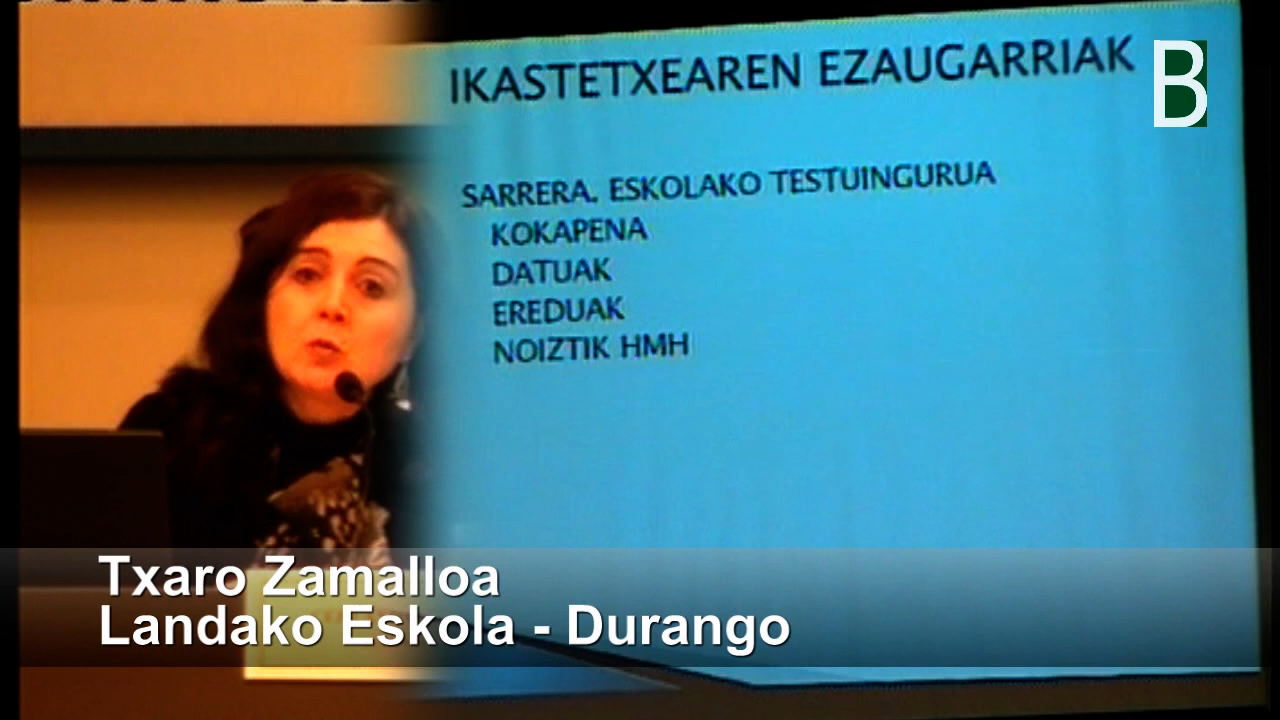 IKASTETXEAREN EZAUGARRIAK
B
SARRERA. ESKOLAKO TESTUINGURUA
KOKAPENA
DATUAK
EREDUAK
NOIZTIK HMH
Txaro Zamalloa
Landako Eskola - Durango